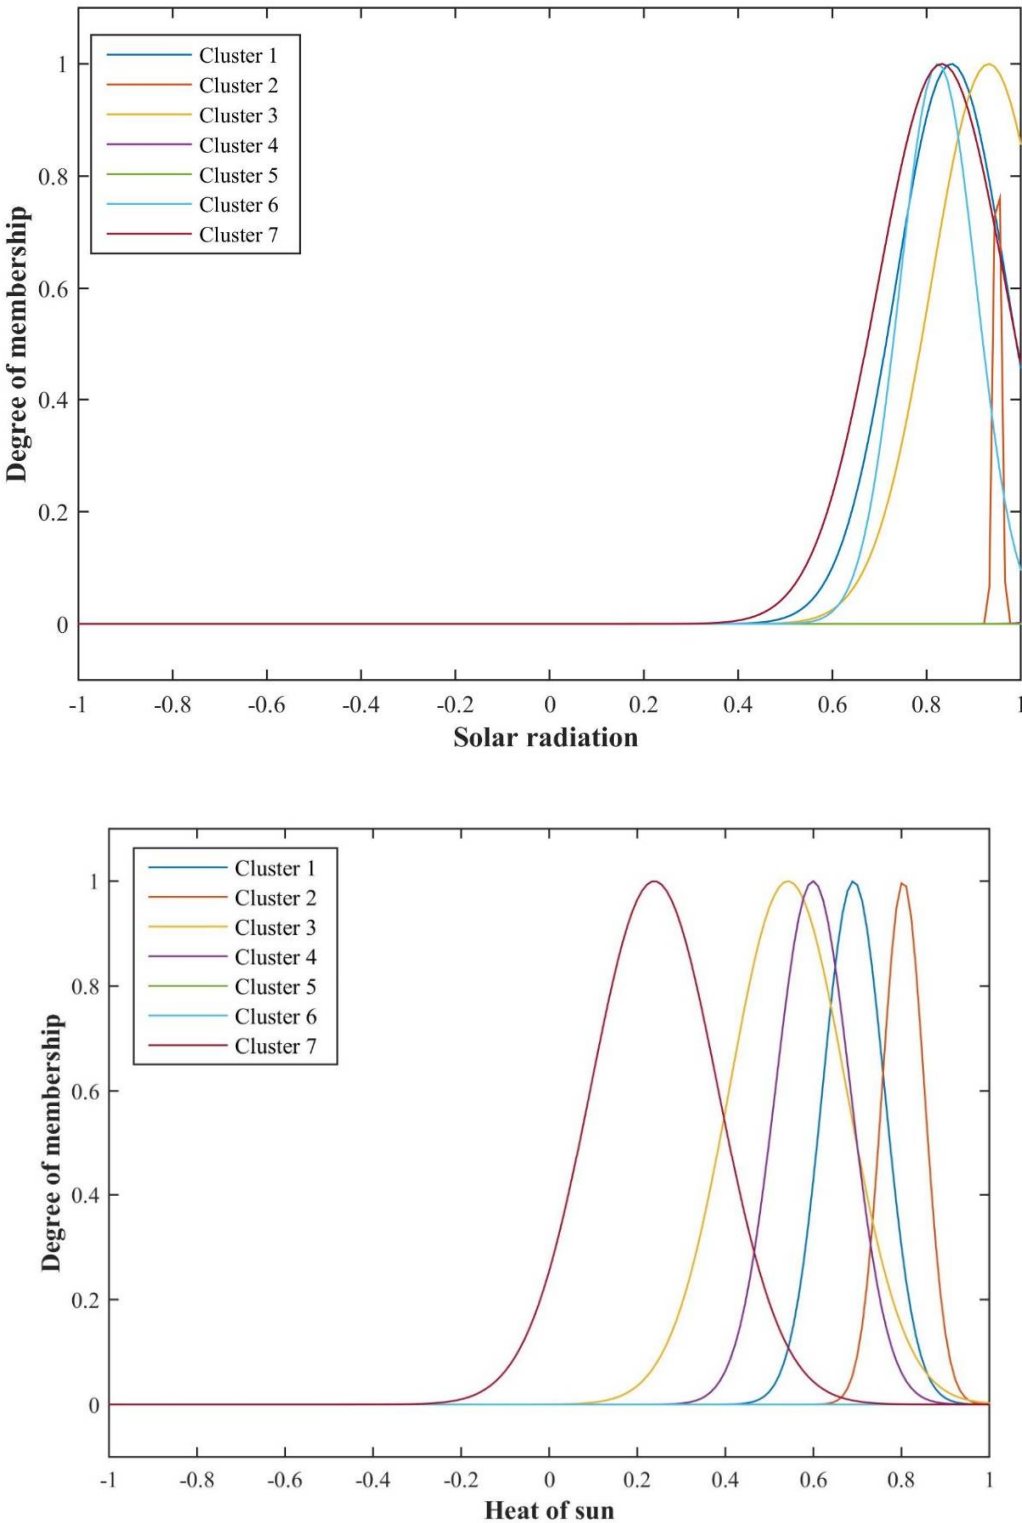 Cluster 1
Cluster 2
Cluster 3
Cluster 4
Cluster 5
Cluster 6
Cluster 7
1
0.8
0.6
0.4
0.2
0
Degree of membership
-1 -0.8 -0.6 -0.4 -0.2 0 0.2 0.4 0.6 0.8 1
Solar radiation
Cluster 1
Cluster 2
Cluster 3
Cluster 4
Cluster 5
Cluster 6
Cluster 7
1
0.8
0.6
0.4
0.2
0
Degree of membership
-1 -0.8 -0.6 -0.4 -0.2 0 0.2 0.4 0.6 0.8 1
Heat of sun